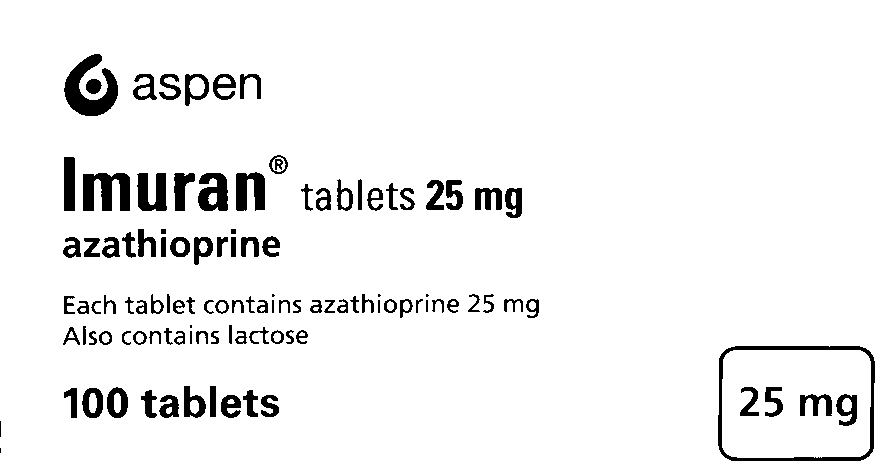 aspen
Imuran® tablets 25 mg
azathioprine
Each tablet contains azathioprine 25 mg
Also contains lactose
100 tablets
25 mg